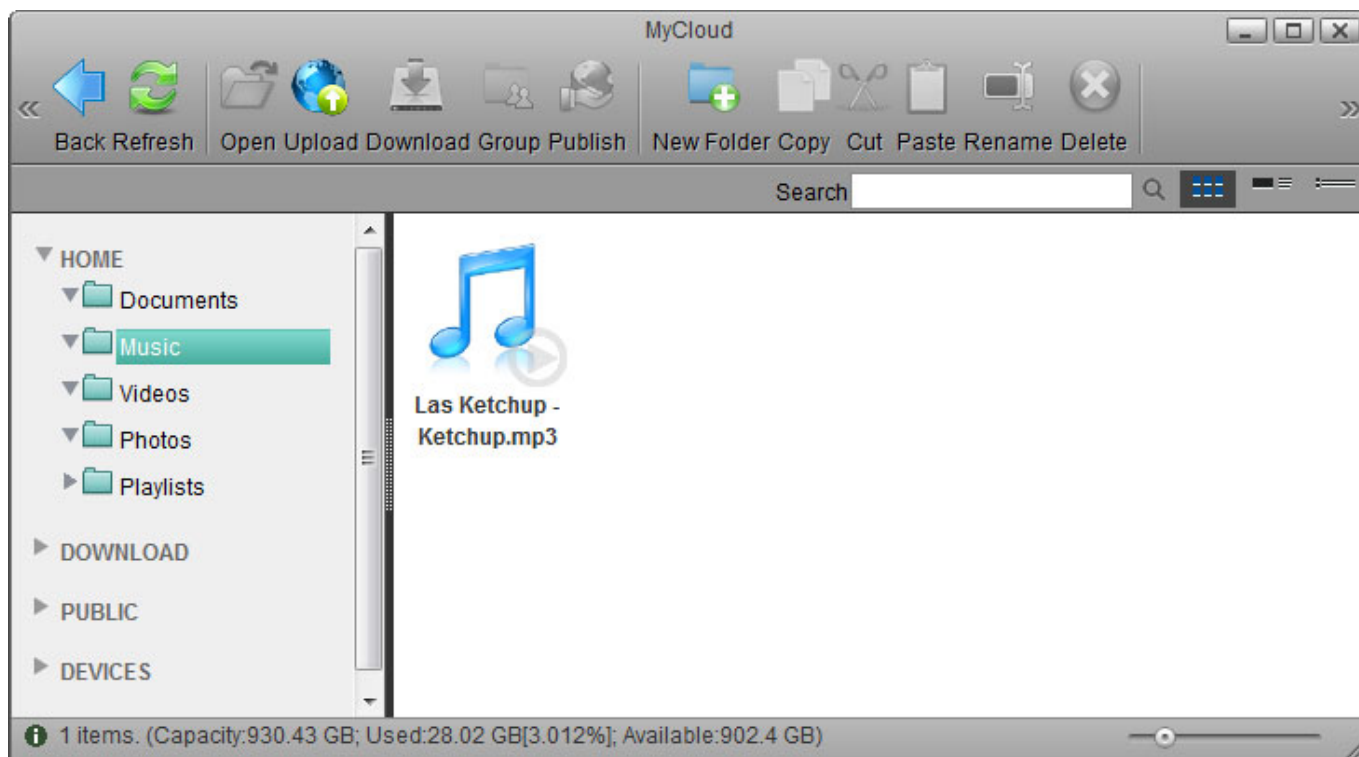 MyCloud
Back Refresh Open Upload Download Group Publish New Folder Copy Cut Paste Rename Delete
Search
HOME
Documents
Music
Videos
Photos
Playlists
DOWNLOAD
PUBLIC
DEVICES
Las Ketchup -
Ketchup.mp3
1 items. (Capacity:930.43 GB; Used:28.02 GB[3.012%]; Available:902.4 GB)